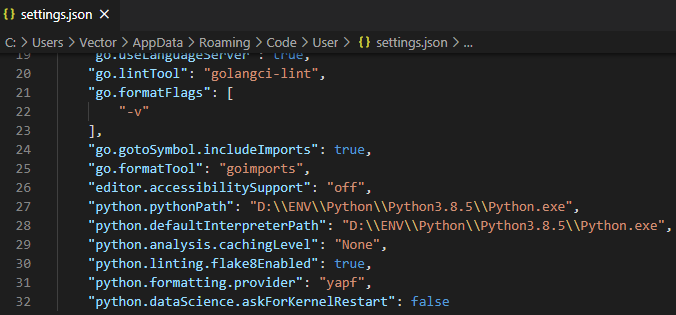 settings.json
C: > Users > Vector > AppData > Roaming > Code > User > {} settings.json > ...
19 "go.useLanguageServer": true,
20 "go.lintTool": "golangci-lint",
21 "go.formatFlags": [
22 "-v"
23 ],
24 "go.gotoSymbol.includeImports": true,
25 "go.formatTool": "goimports",
26 "editor.accessibilitySupport": "off",
27 "python.pythonPath": "D:\\ENV\\Python\\Python3.8.5\\Python.exe",
28 "python.defaultInterpreterPath": "D:\\ENV\\Python\\Python3.8.5\\Python.exe",
29 "python.analysis.cachingLevel": "None",
30 "python.linting.flake8Enabled": true,
31 "python.formatting.provider": "yapf",
32 "python.dataScience.askForKernelRestart": false